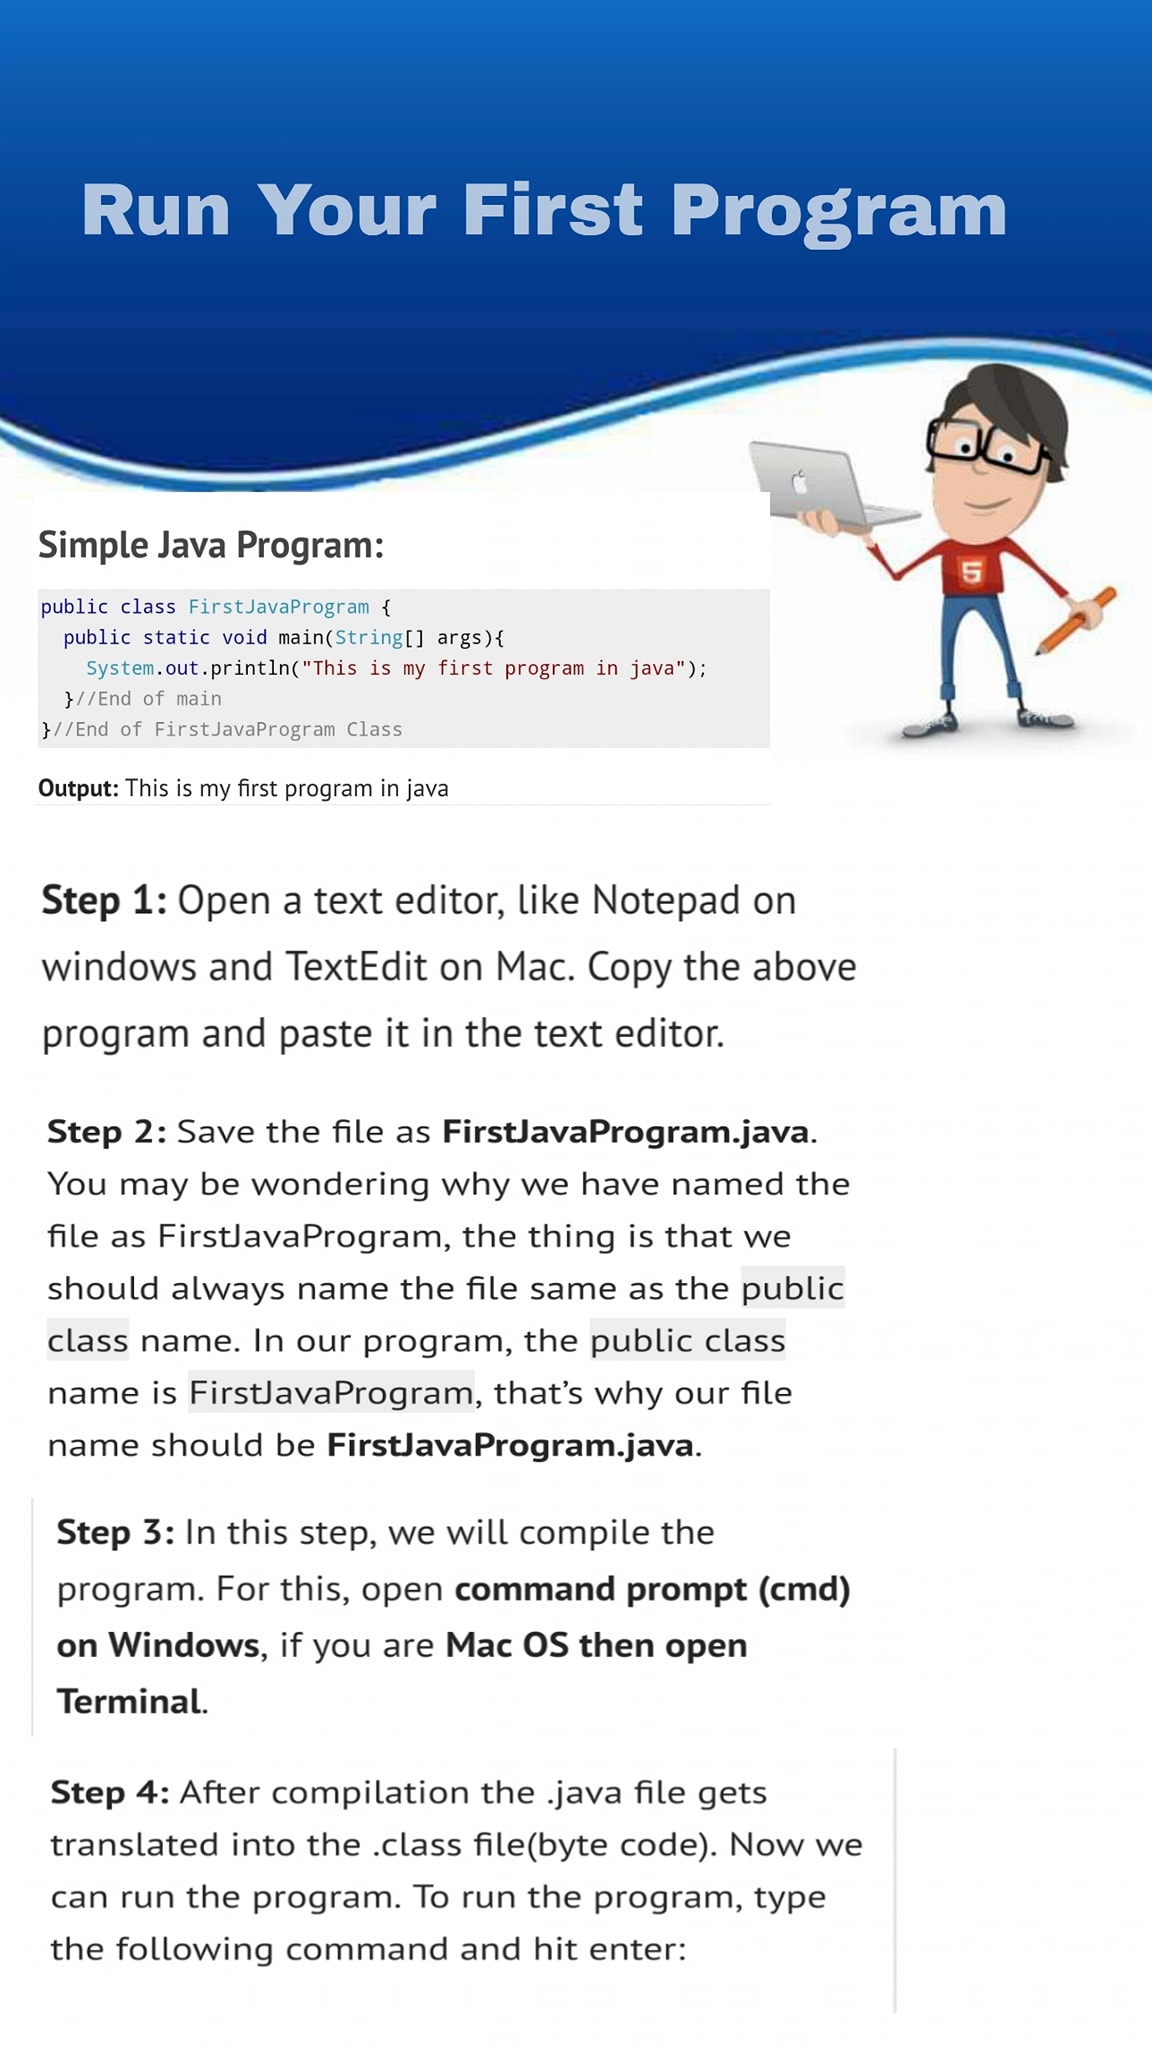 Run Your First Program
Simple Java Program:
public class FirstJavaProgram {
public static void main(String[] args){
System.out.println("This is my first program in java");
}//End of main
}//End of FirstJavaProgram Class
Output: This is my first program in java
5
Step 1: Open a text editor, like Notepad on
windows and TextEdit on Mac. Copy the above
program and paste it in the text editor.
Step 2: Save the file as FirstJavaProgram.java.
You may be wondering why we have named the
file as FirstJavaProgram, the thing is that we
should always name the file same as the public
class name. In our program, the public class
name is FirstJavaProgram, that’s why our file
name should be FirstJavaProgram.java.
Step 3: In this step, we will compile the
program. For this, open command prompt (cmd)
on Windows, if you are Mac OS then open
Terminal.
Step 4: After compilation the .java file gets
translated into the .class file(byte code). Now we
can run the program. To run the program, type
the following command and hit enter: